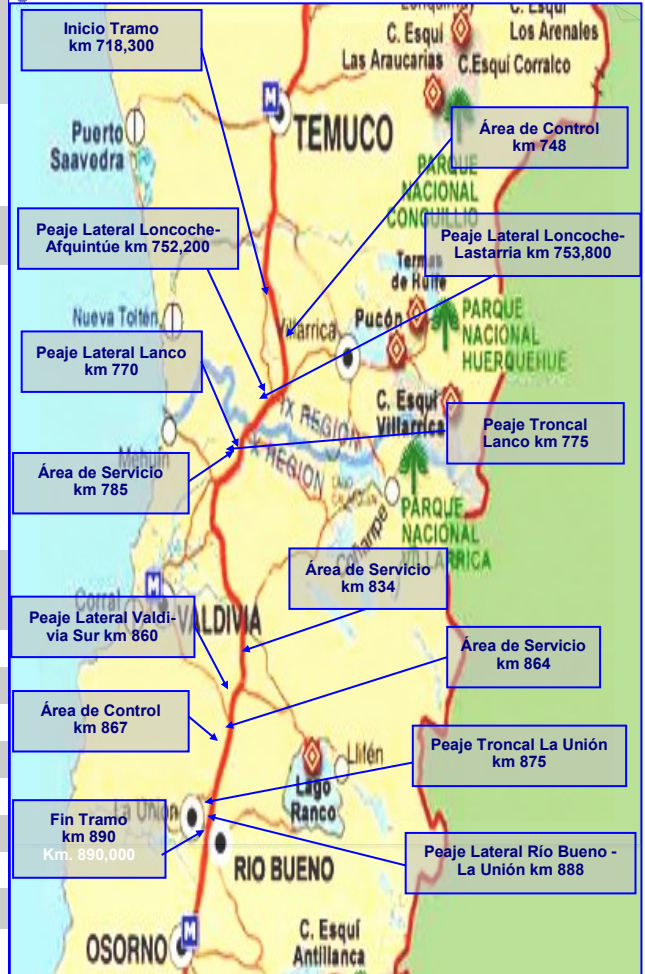 Lonquimay
C. Esquí
Los Arenales
C. Esquí
Las Araucarias
C.Esquí Corralco
Inicio Tramo
km 718,300
M
TEMUCO
Puerto
Saavedra
Área de Control
km 748
PARQUE
NACIONAL
CONGUILLIO
Peaje Lateral Loncoche-
Afquintúe km 752,200
Peaje Lateral Loncoche-
Lastarria km 753,800
Termas
de Huife
Nueva Toltén
Villarrica
Pucón
PARQUE
NACIONAL
HUERQUEHUE
Peaje Lateral Lanco
km 770
C. Esquí
Villarrica
IX REGION
X REGION
Peaje Troncal
Lanco km 775
Mehuín
Área de Servicio
km 785
PARQUE
NACIONAL
VILLARRICA
Área de Servicio
km 834
M
Corral
VALDIVIA
Peaje Lateral Valdi-
via Sur km 860
Área de Servicio
km 864
Área de Control
km 867
Peaje Troncal La Unión
km 875
Llifén
Lago
Ranco
La Unión
Fin Tramo
km 890
Km. 890,000
RIO BUENO
Peaje Lateral Río Bueno -
La Unión km 888
M
OSORNO
C. Esquí
Antillanca